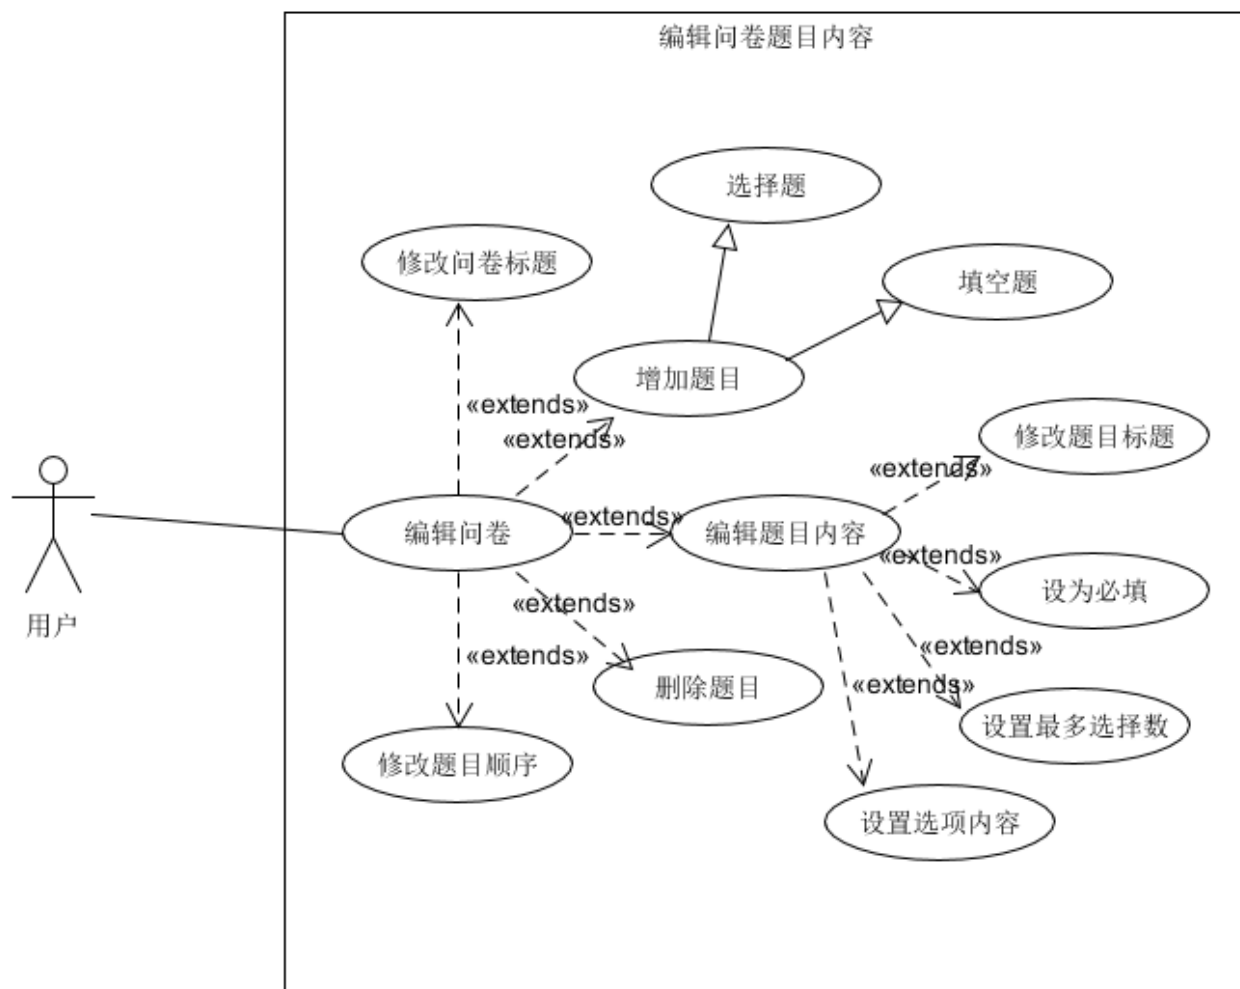 编辑问卷题目内容
选择题
修改问卷标题
填空题
增加题目
«extends»
«extends»
修改题目标题
«extends»
编辑问卷
«extends»
编辑题目内容
«extends»
设为必填
用户
«extends»
«extends»
«extends»
«extends»
删除题目
设置最多选择数
修改题目顺序
设置选项内容